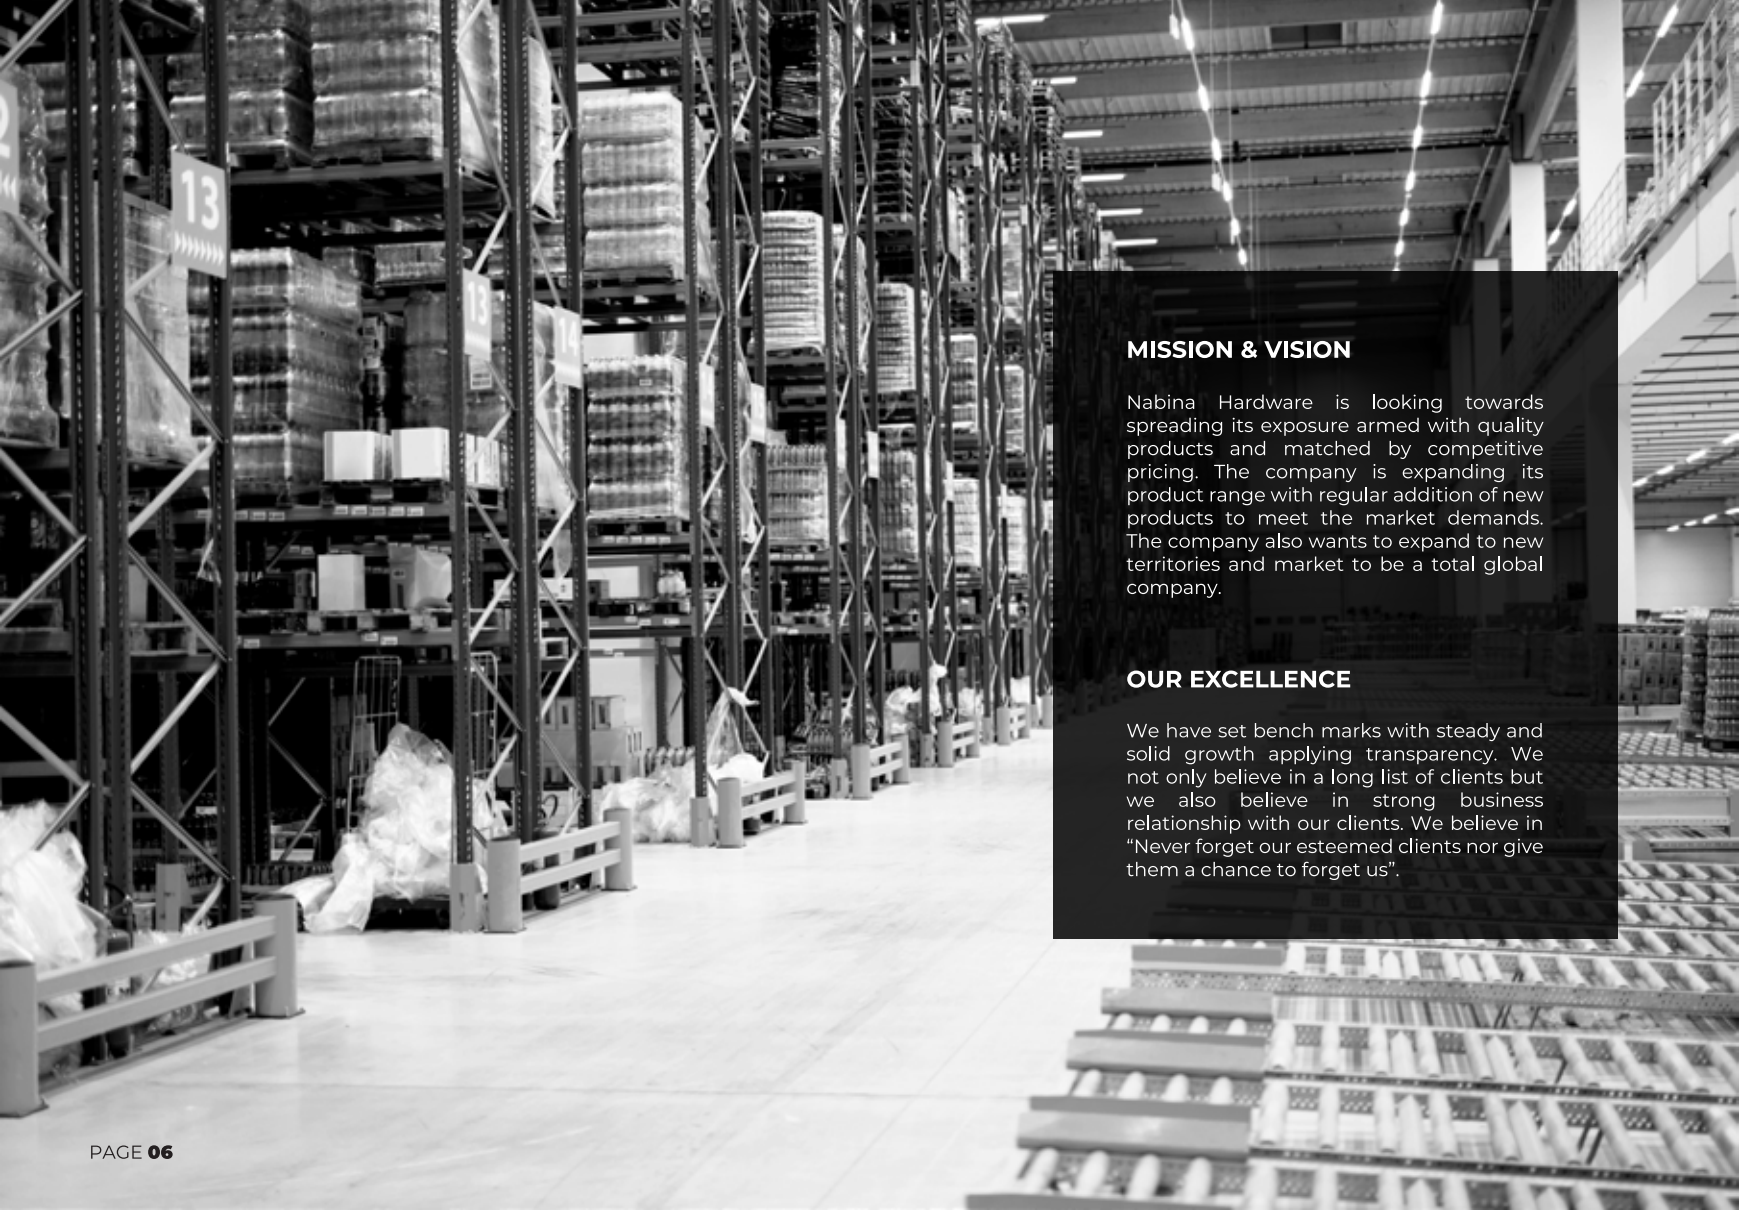 13
13
14
MISSION & VISION
Nabina Hardware is looking towards
spreading its exposure armed with quality
products and matched by competitive
pricing. The company is expanding its
product range with regular addition of new
products to meet the market demands.
The company also wants to expand to new
territories and market to be a total global
company.
OUR EXCELLENCE
We have set bench marks with steady and
solid growth applying transparency. We
not only believe in a long list of clients but
we also believe in strong business
relationship with our clients. We believe in
“Never forget our esteemed clients nor give
them a chance to forget us”.
PAGE 06